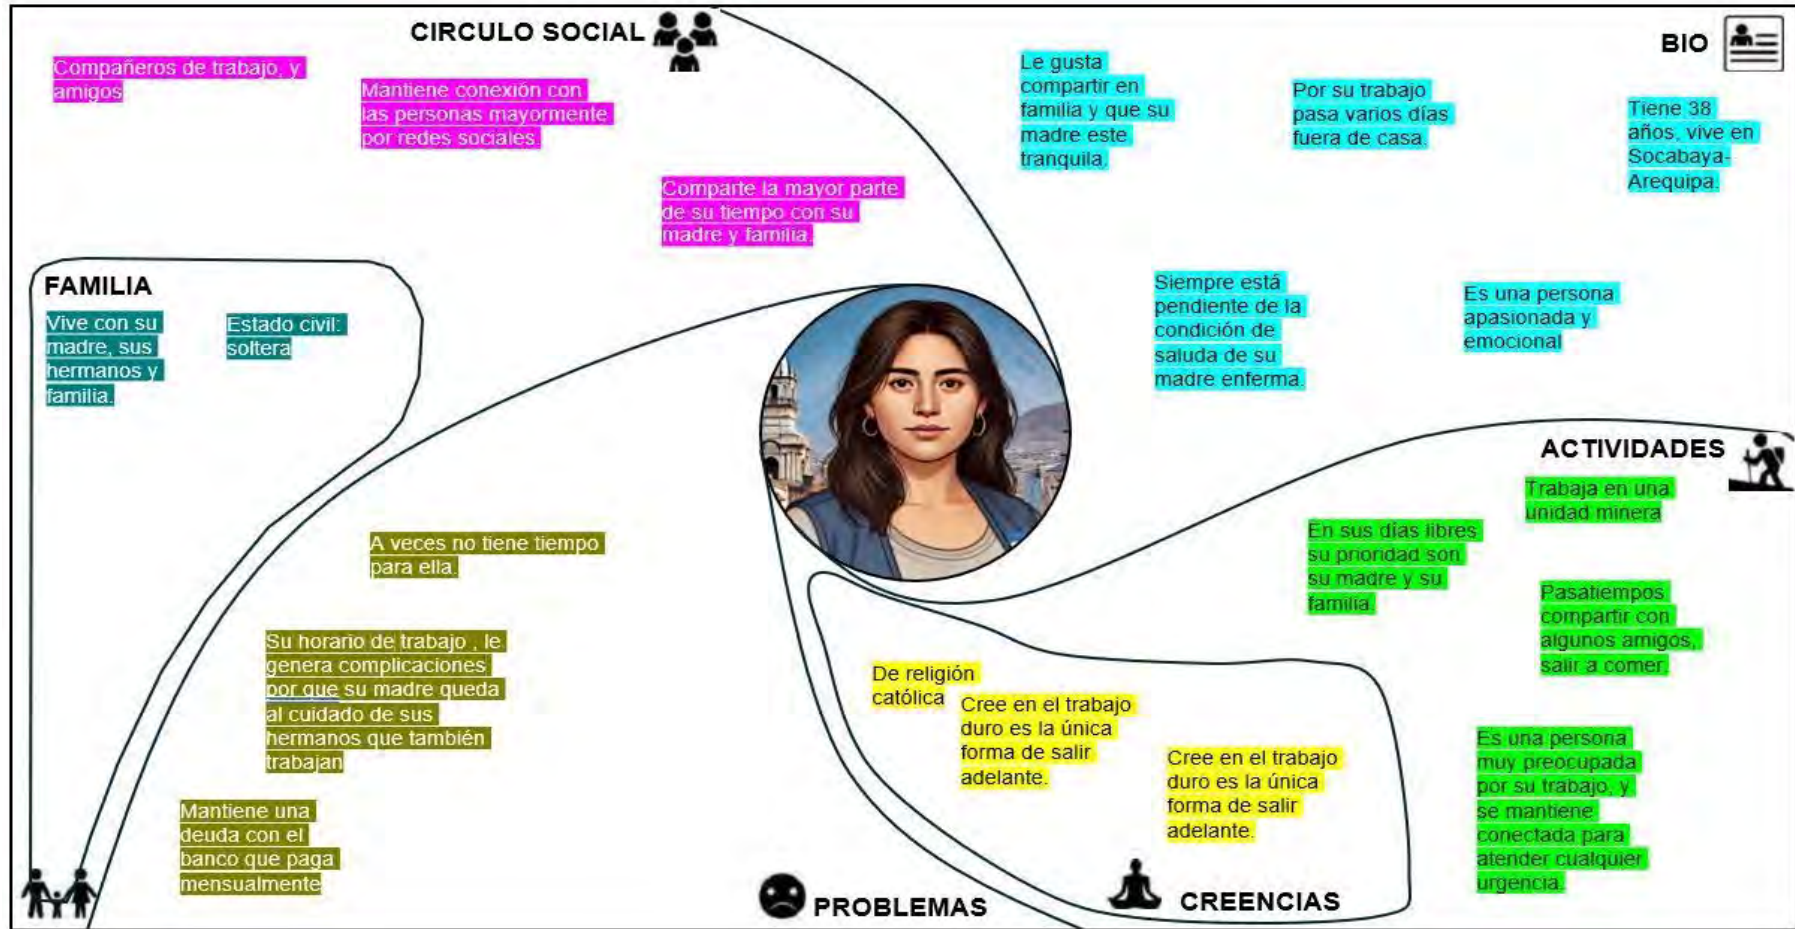 CIRCULO SOCIAL
Compañeros de trabajo, y
amigos
Mantiene conexión con
las personas mayormente
por redes sociales.
Comparte la mayor parte
de su tiempo con su
madre y familia.
BIO
Le gusta
compartir en
familia y que su
madre este
tranquila.
Por su trabajo
pasa varios días
fuera de casa.
Tiene 38
años, vive en
Socabaya-
Arequipa.
Siempre está
pendiente de la
condición de
saluda de su
madre enferma.
Es una persona
apasionada y
emocional
FAMILIA
Vive con su
madre, sus
hermanos y
familia.
Estado civil:
soltera
ACTIVIDADES
Trabaja en una
unidad minera
En sus días libres
su prioridad son
su madre y su
familia.
Pasatiempos
compartir con
algunos amigos,
salir a comer.
Es una persona
muy preocupada
por su trabajo, y
se mantiene
conectada para
atender cualquier
urgencia.
A veces no tiene tiempo
para ella.
Su horario de trabajo , le
genera complicaciones
por que su madre queda
al cuidado de sus
hermanos que también
trabajan
Mantiene una
deuda con el
banco que paga
mensualmente
PROBLEMAS
De religión
católica
Cree en el trabajo
duro es la única
forma de salir
adelante.
Cree en el trabajo
duro es la única
forma de salir
adelante.
CREENCIAS